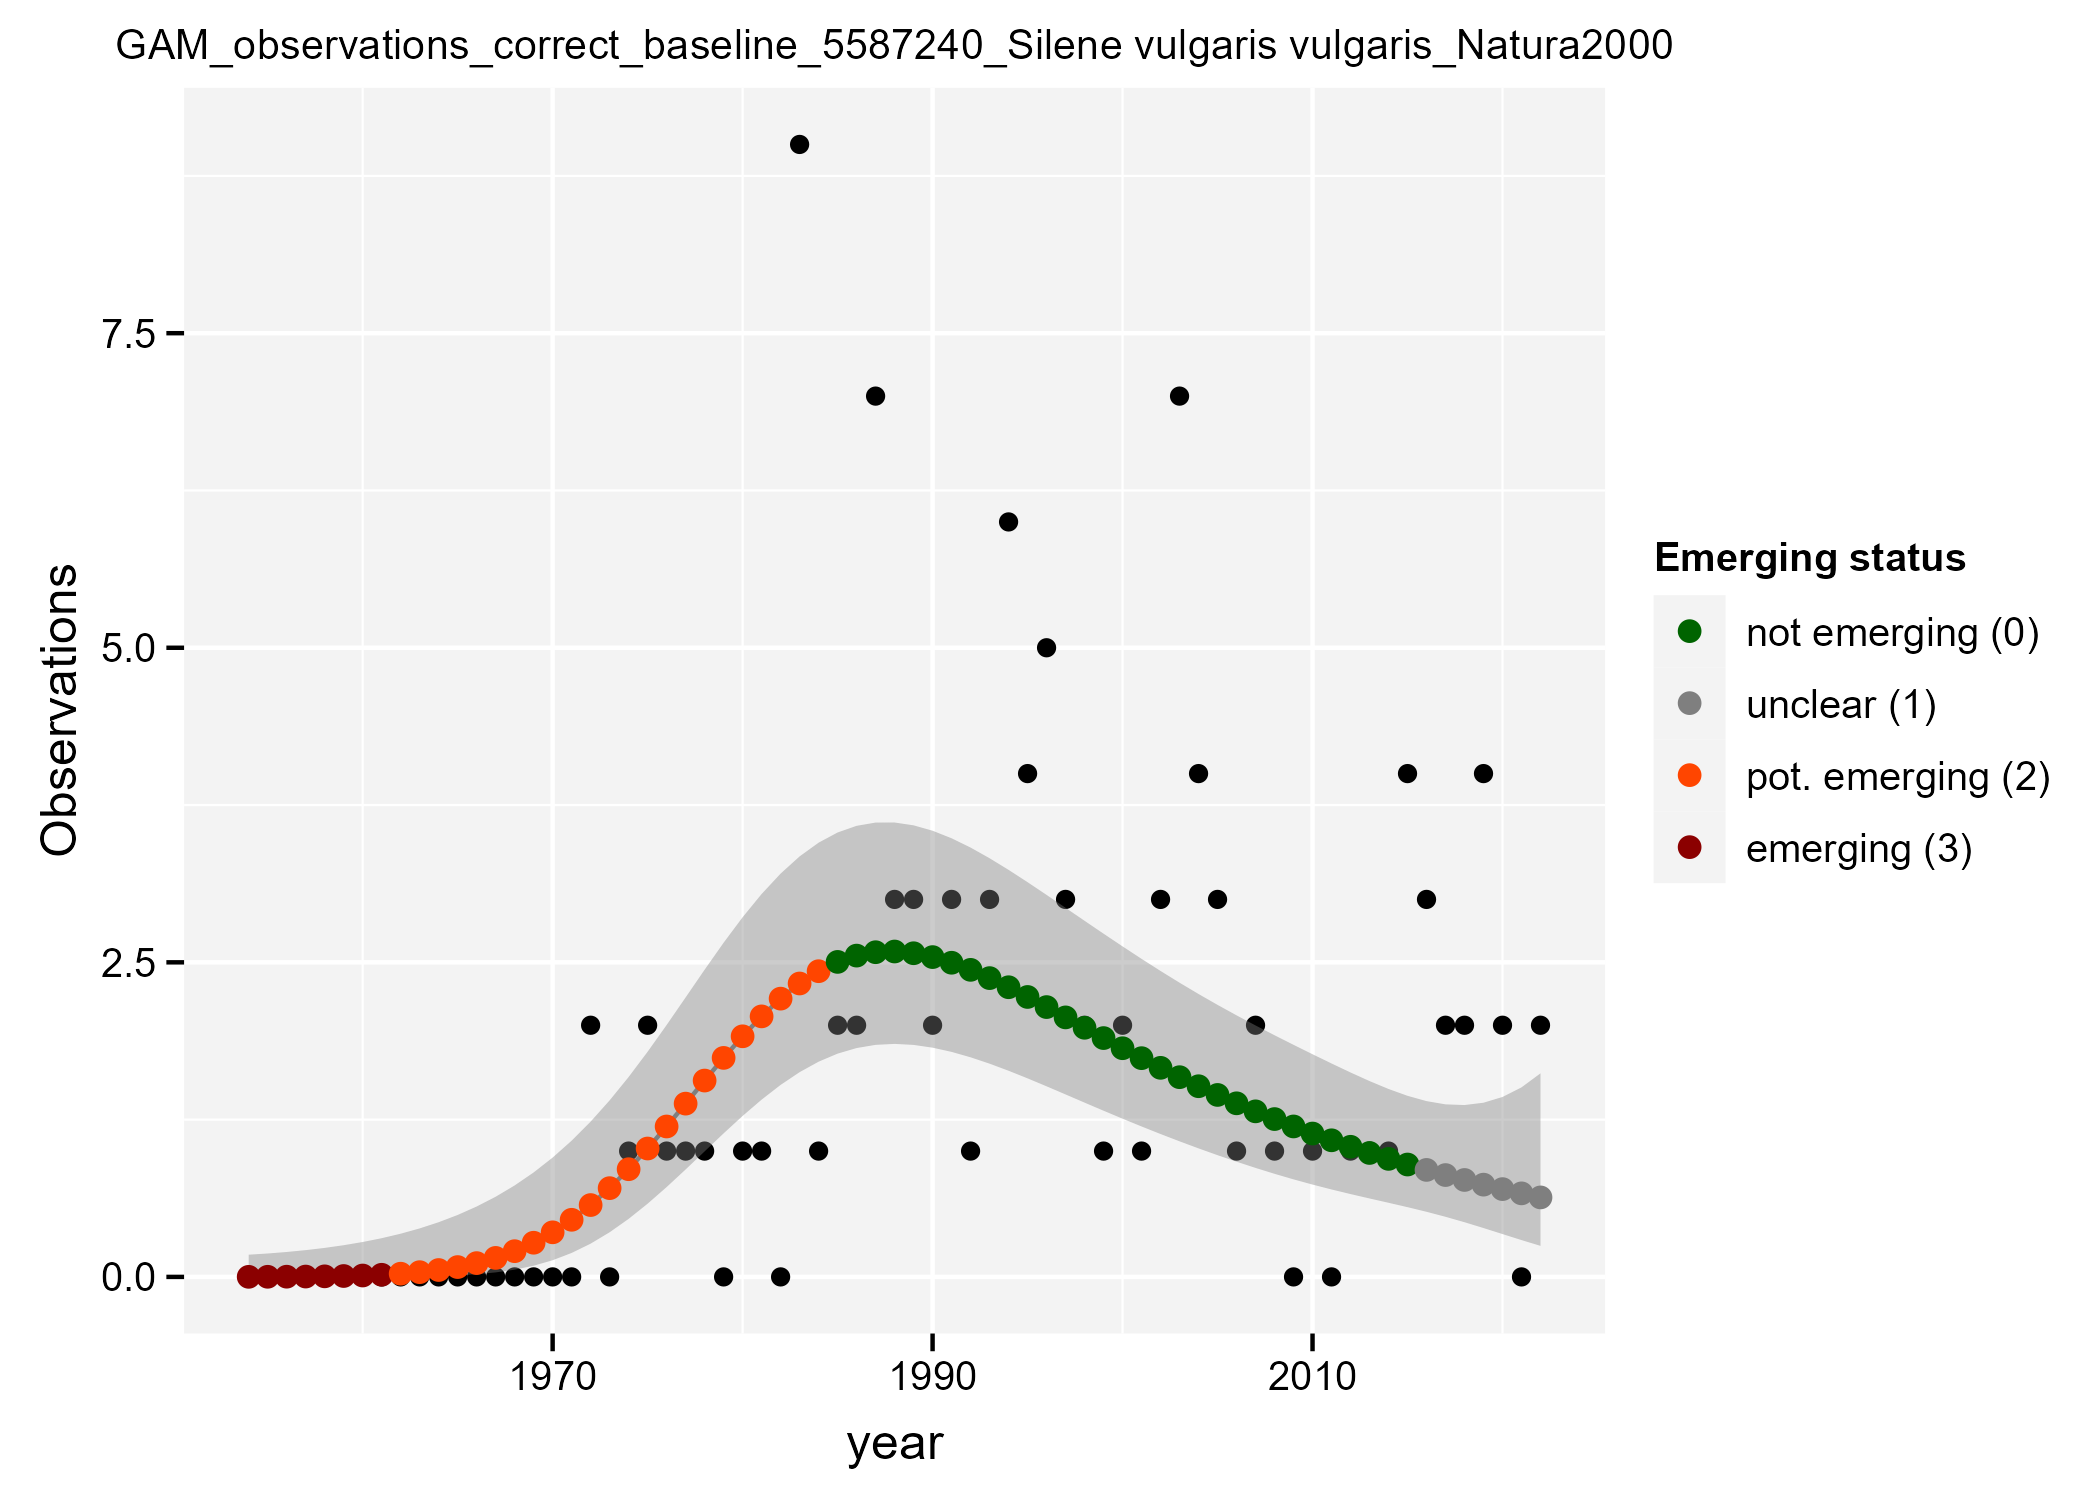 GAM_observations_correct_baseline_5587240_Silene vulgaris vulgaris_Natura2000
Observations
7.5
5.0
2.5
0.0
1970
1990
2010
year
Emerging status
not emerging (0)
unclear (1)
pot. emerging (2)
emerging (3)